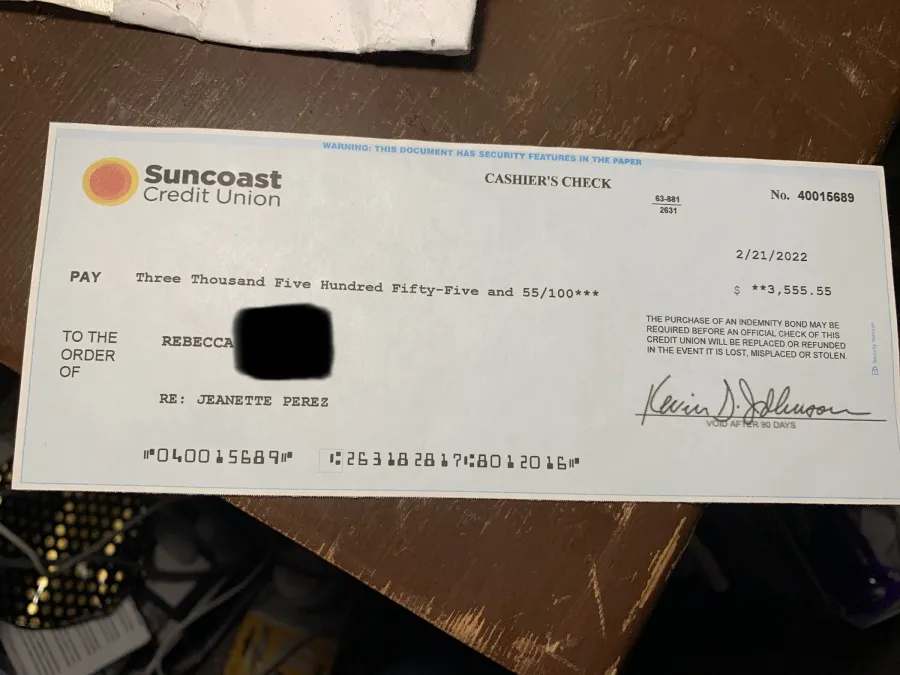 WARNING: THIS DOCUMENT HAS SECURITY FEATURES IN THE PAPER
Suncoast
Credit Union
CASHIER'S CHECK
63-881
2631
No. 40015689
2/21/2022
PAY Three Thousand Five Hundred Fifty-Five and 55/100***
$ **3,555.55
TO THE
ORDER
OF
REBECCA
RE: JEANETTE PEREZ
THE PURCHASE OF AN INDEMNITY BOND MAY BE
REQUIRED BEFORE AN OFFICIAL CHECK OF THIS
CREDIT UNION WILL BE REPLACED OR REFUNDED
IN THE EVENT IT IS LOST, MISPLACED OR STOLEN.
Kevin D. Johnson
VOID AFTER 90 DAYS
⑈040015689⑈ ⑆263182817⑆8012016⑈